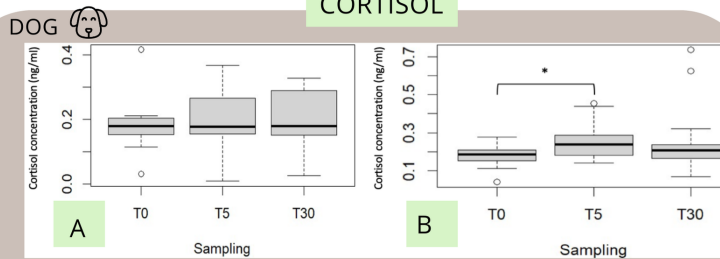 CORTISOL
DOG
Cortisol concentration (ng/ml)
0.4
0.2
0.0
T0 T5 T30
Sampling
A
Cortisol concentration (ng/ml)
0.7
0.5
0.3
0.1
*
T0 T5 T30
Sampling
B